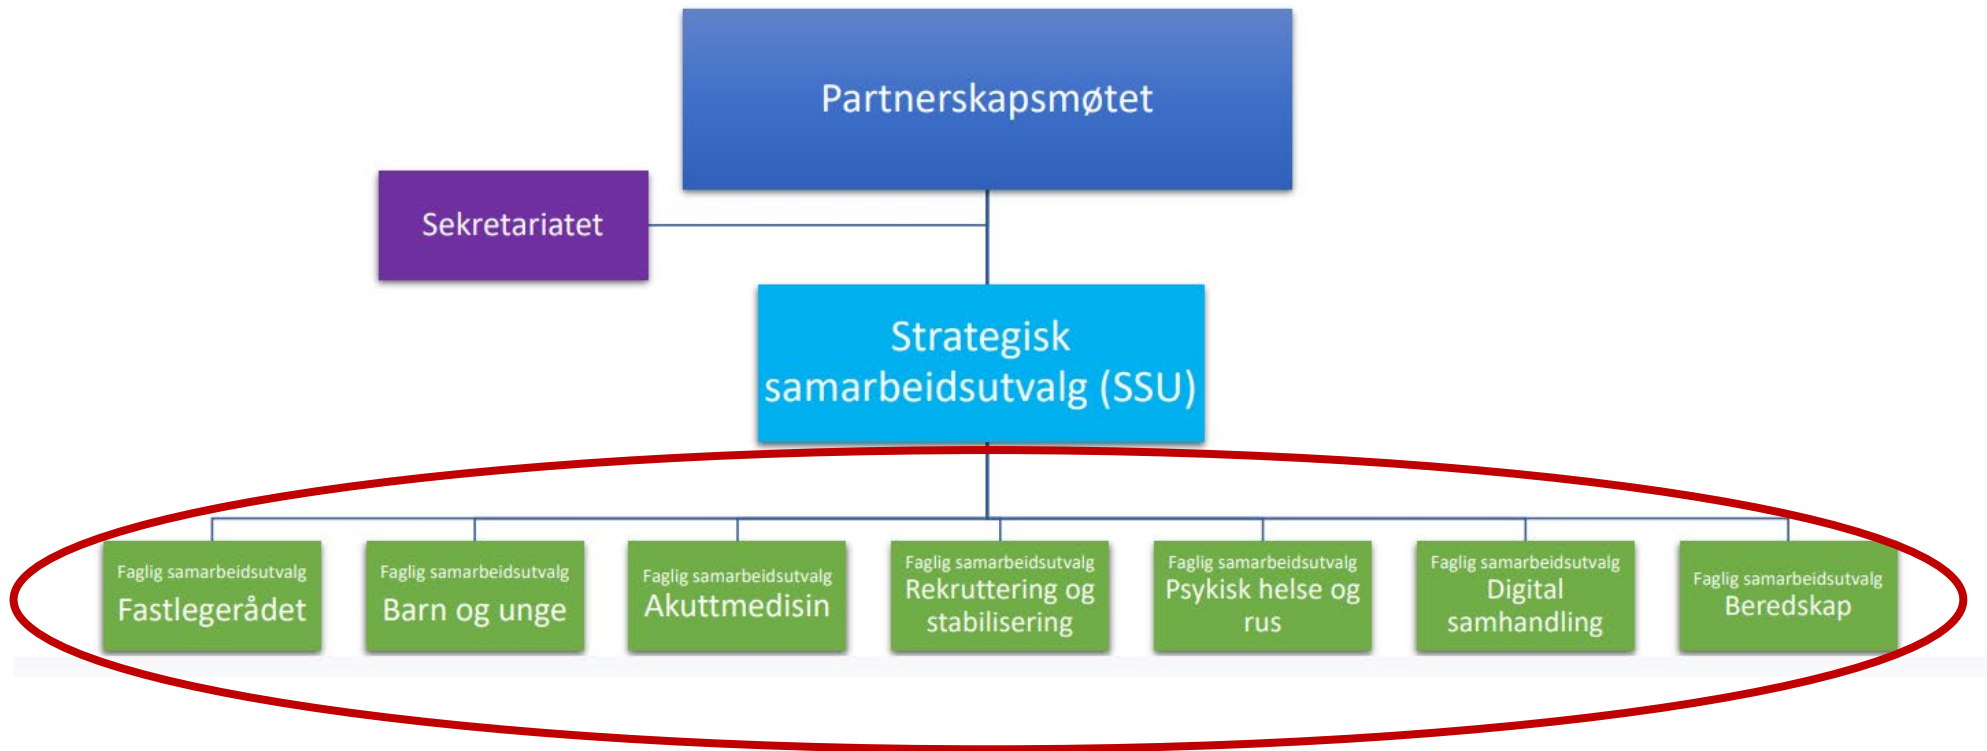 Partnerskapsmøtet
Sekretariatet
Strategisk
samarbeidsutvalg (SSU)
Faglig samarbeidsutvalg
Fastlegerådet
Faglig samarbeidsutvalg
Barn og unge
Faglig samarbeidsutvalg
Akuttmedisin
Faglig samarbeidsutvalg
Rekruttering og
stabilisering
Faglig samarbeidsutvalg
Psykisk helse og
rus
Faglig samarbeidsutvalg
Digital
samhandling
Faglig samarbeidsutvalg
Beredskap